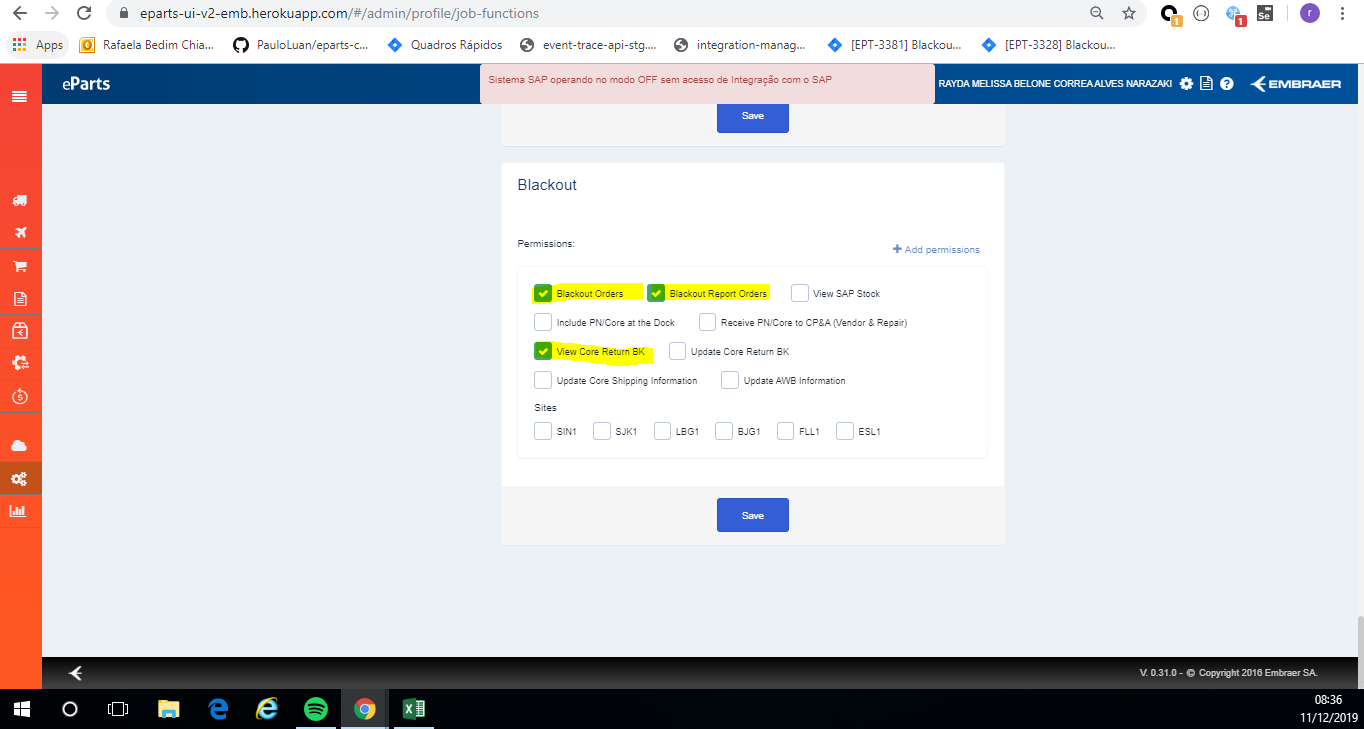 eparts-ui-v2-emb.herokuapp.com/#/admin/profile/job-functions
1
1
Se
r
Apps
Rafaela Bedim Chia...
PauloLuan/eparts-c...
Quadros Rápidos
event-trace-api-stg....
integration-manag...
[EPT-3381] Blackou...
[EPT-3328] Blackou...
eParts
Sistema SAP operando no modo OFF sem acesso de Integração com o SAP
RAYDA MELISSA BELONE CORREA ALVES NARAZAKI
EMBRAER
Save
Blackout
Permissions:
Add permissions
Blackout Orders
Blackout Report Orders
View SAP Stock
Include PN/Core at the Dock
Receive PN/Core to CP&A (Vendor & Repair)
View Core Return BK
Update Core Return BK
Update Core Shipping Information
Update AWB Information
Sites
SIN1
SJK1
LBG1
BJG1
FLL1
ESL1
Save
V. 0.31.0 - © Copyright 2016 Embraer SA.
08:36
11/12/2019